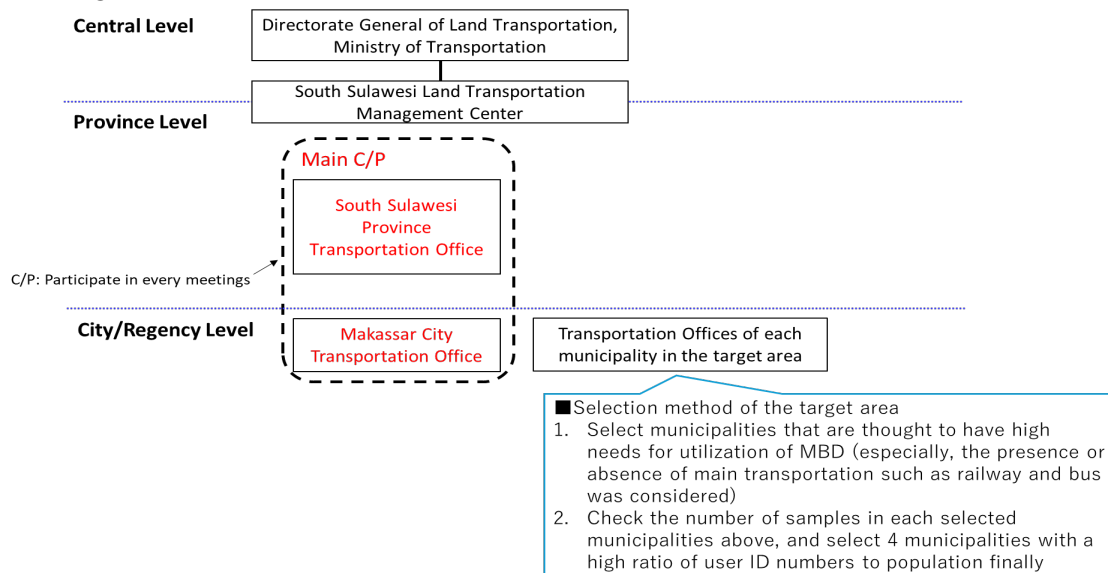 Central Level
Directorate General of Land Transportation,
Ministry of Transportation
South Sulawesi Land Transportation
Management Center
Province Level
Main C/P
South Sulawesi
Province
Transportation Office
C/P: Participate in every meetings
City/Regency Level
Makassar City
Transportation Office
Transportation Offices of each
municipality in the target area
■Selection method of the target area
1. Select municipalities that are thought to have high
needs for utilization of MBD (especially, the presence or
absence of main transportation such as railway and bus
was considered)
2. Check the number of samples in each selected
municipalities above, and select 4 municipalities with a
high ratio of user ID numbers to population finally